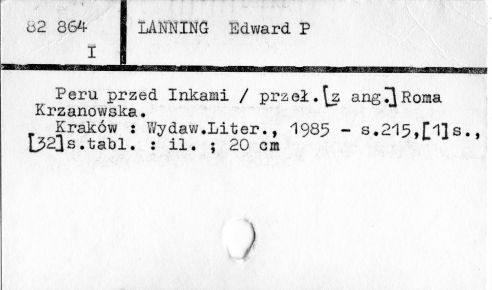 82 864 LANNING Edward P
I
Peru przed Inkami / przeł.[z ang.] Roma
Krzanowska.
Kraków : Wydaw.Liter., 1985 - s.215,[1]s.,
[32]s.tabl. : il. ; 20 cm